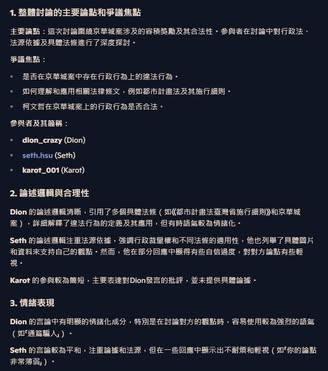 1. 整體討論的主要論點和爭議焦點
主要論點：這次討論圍繞京華城案涉及的容積獎勵及其合法性。參與者在討論中對行政法、
法源依據及具體法條進行了深度探討。
爭議焦點：
• 是否在京華城案中存在行政行為上的違法行為。
• 如何理解和應用相關法律條文，例如都市計畫法及其施行細則。
• 柯文哲在京華城案上的行政行為是否合法。
參與者及其論稱：
• dion_crazy (Dion)
• seth.hsu (Seth)
• karot_001 (Karot)
2. 論述邏輯與合理性
Dion 的論述邏輯清晰，引用了多個具體法條（如《都市計畫法臺灣省施行細則》和京華城
案），詳細解釋了違法行為的定義及其應用，但有時語氣較為情緒化。
Seth 的論述邏輯注重法源依據，強調行政裁量權和不同法條的適用性，他也列舉了具體圖片
和資料來支持自己的觀點。然而，他在部分回應中顯得有些自信過度，對對方論點有些輕
視。
Karot 的參與較為簡短，主要表達對Dion發言的批評，並未提供具體論據。
3. 情緒表現
Dion 的言論中有明顯的情緒化成分，特別是在討論對方的觀點時，容易使用較為強烈的語氣
（如「通篇騙人」）。
Seth 的言論較為平和，注重論據和法源，但在一些回應中顯示出不耐煩和輕視（如「你的論點
非常薄弱」）。